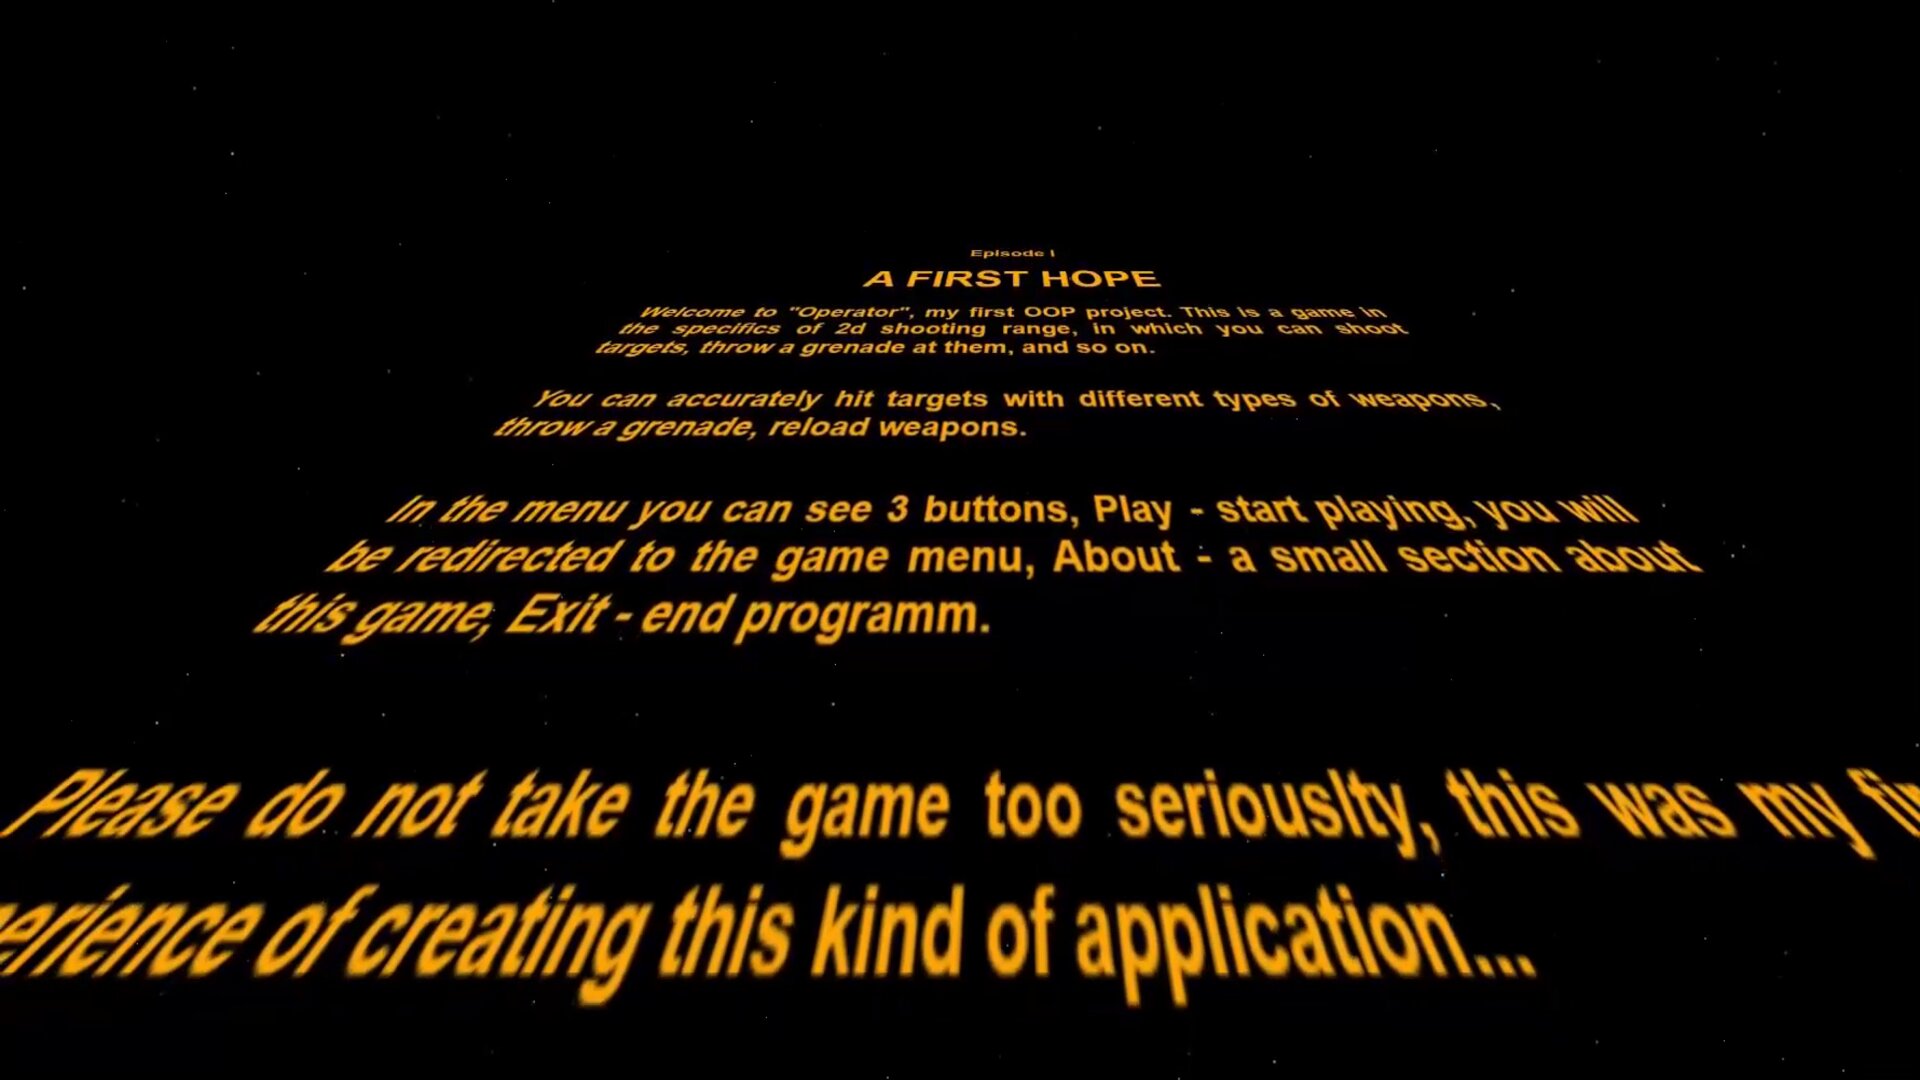 Episode I
A FIRST HOPE
Welcome to "Operator", my first OOP project. This is a game in
the specifics of 2d shooting range, in which you can shoot
targets, throw a grenade at them, and so on.
You can accurately hit targets with different types of weapons,
throw a grenade, reload weapons.
In the menu you can see 3 buttons, Play - start playing, you will
be redirected to the game menu, About - a small section about
this game, Exit - end programm.
Please do not take the game too seriouslty, this was my
of creating this kind of application...